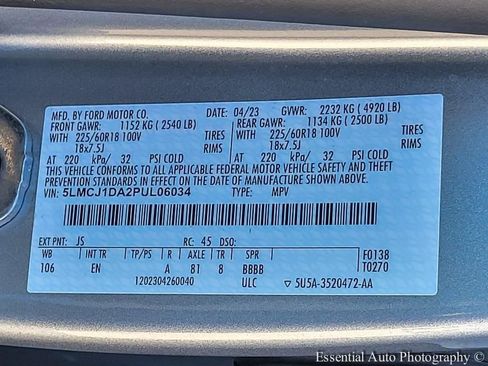 MFD. BY FORD MOTOR CO. DATE: 04/23 GVWR: 2232 KG (4920 LB)
FRONT GAWR: 1152 KG (2540 LB) REAR GAWR: 1134 KG (2500 LB)
WITH 225/60R18 100V TIRES WITH 225/60R18 100V TIRES
18x7.5J RIMS 18x7.5J RIMS
AT 220 kPa/ 32 PSI COLD AT 220 kPa/ 32 PSI COLD
THIS VEHICLE CONFORMS TO ALL APPLICABLE FEDERAL MOTOR VEHICLE SAFETY AND THEFT
PREVENTION STANDARDS IN EFFECT ON THE DATE OF MANUFACTURE SHOWN ABOVE.
VIN: 5LMCJ1DA2PUL06034 TYPE: MPV
EXT PNT: JS RC: 45 DSO: F0138
WB INT TR TP/PS R AXLE TR SPR T0270
106 EN A 81 8 BBBB
1202304260040 ULC 5U5A-3520472-AA
Essential Auto Photography ©